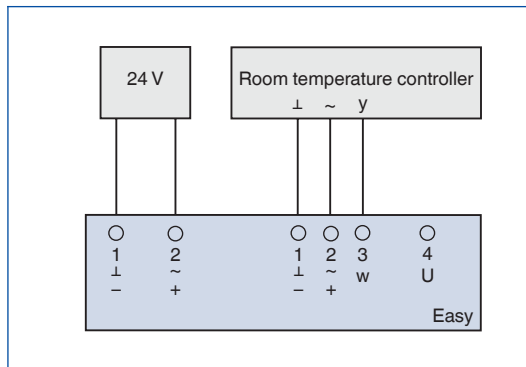 24 V
Room temperature controller
⊥ ~ y
1 2 1 2 3 4
⊥ ~ ⊥ ~ w U
– + – +
Easy